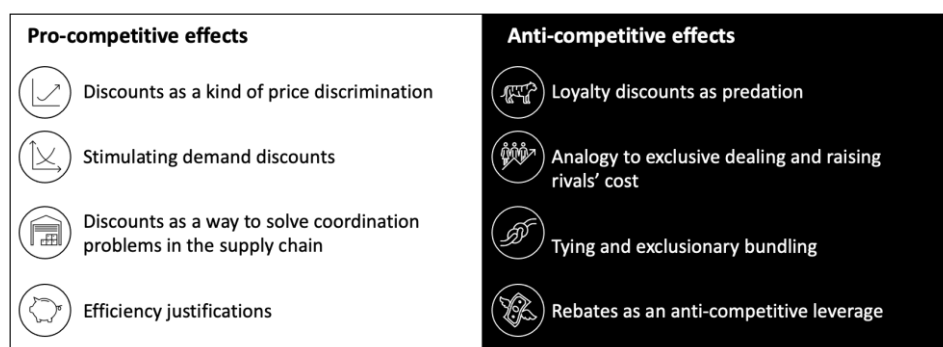 Pro-competitive effects
Discounts as a kind of price discrimination
Stimulating demand discounts
Discounts as a way to solve coordination
problems in the supply chain
Efficiency justifications
Anti-competitive effects
Loyalty discounts as predation
Analogy to exclusive dealing and raising
rivals’ cost
Tying and exclusionary bundling
Rebates as an anti-competitive leverage